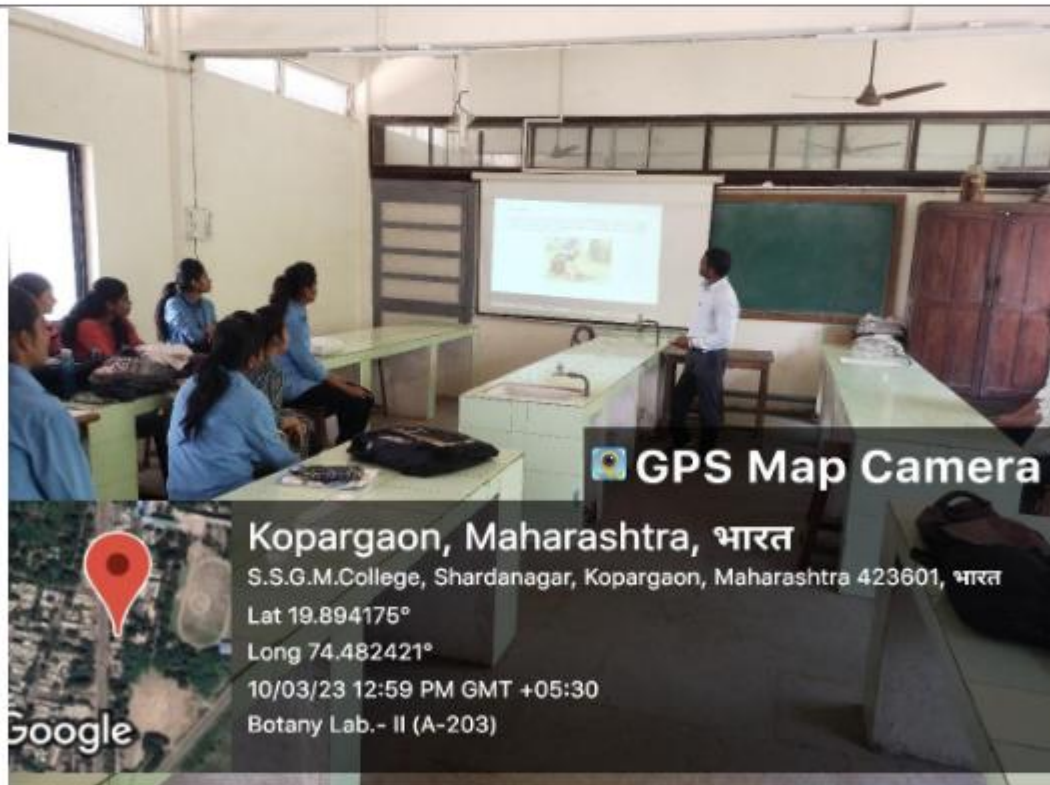 GPS Map Camera
Kopargaon, Maharashtra, भारत
S.S.G.M.College, Shardanagar, Kopargaon, Maharashtra 423601, भारत
Lat 19.894175°
Long 74.482421°
10/03/23 12:59 PM GMT +05:30
Botany Lab.- II (A-203)
Google